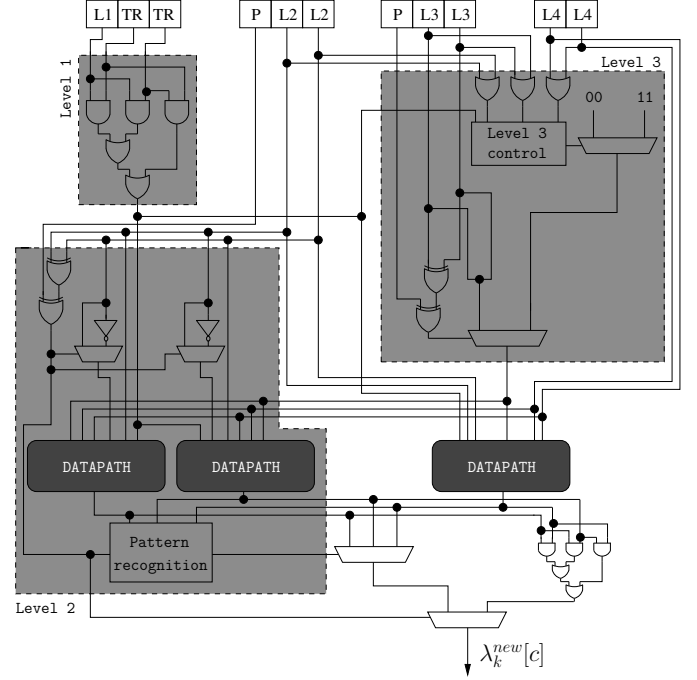 L1 TR TR P L2 L2 P L3 L3 L4 L4
Level 1
Level 3
00 11
Level 3
control
DATAPATH DATAPATH DATAPATH
Pattern
recognition
Level 2
λ_k^{new}[c]